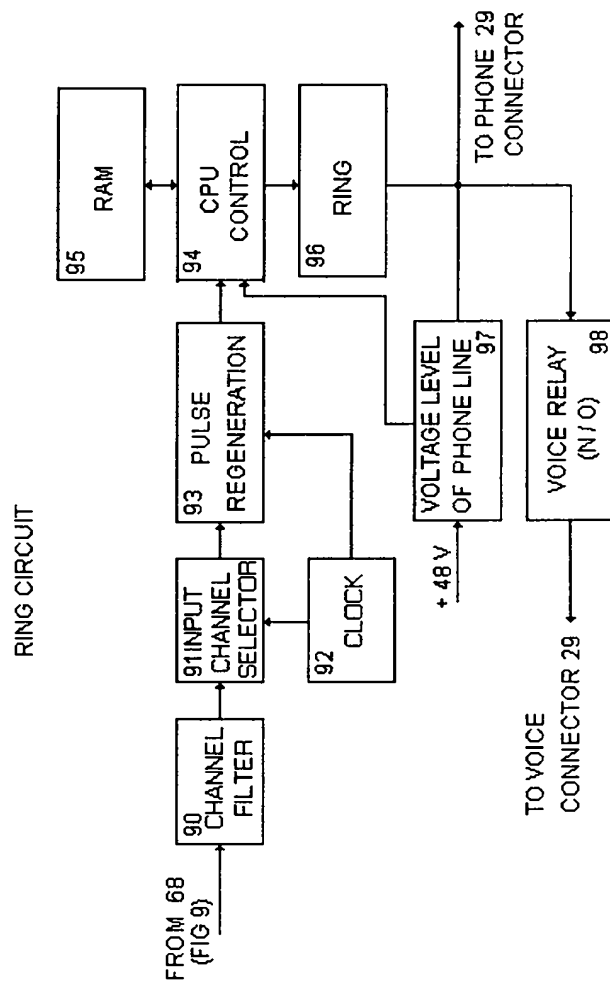 RING CIRCUIT
FROM 68
(FIG 9)
90
CHANNEL
FILTER
91 INPUT
CHANNEL
SELECTOR
92
CLOCK
93 PULSE
REGENERATION
94
CPU
CONTROL
95
RAM
96
RING
+ 48 V
VOLTAGE LEVEL
OF PHONE LINE
97
TO PHONE 29
CONNECTOR
VOICE RELAY
(N / O)
98
TO VOICE
CONNECTOR 29